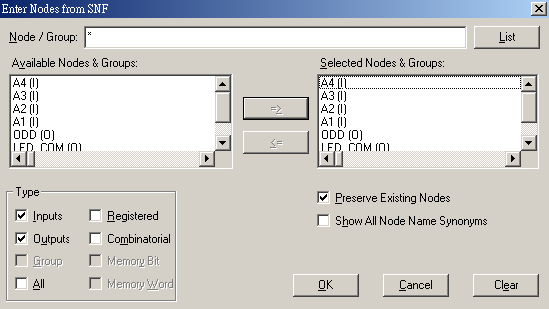 Enter Nodes from SNF
Node / Group: *
List
Available Nodes & Groups:
A4 (I)
A3 (I)
A2 (I)
A1 (I)
ODD (O)
LED_COM (O)
=>
<=
Selected Nodes & Groups:
A4 (I)
A3 (I)
A2 (I)
A1 (I)
ODD (O)
LED_COM (O)
Type
Inputs
Registered
Outputs
Combinatorial
Group
Memory Bit
All
Memory Word
Preserve Existing Nodes
Show All Node Name Synonyms
OK
Cancel
Clear